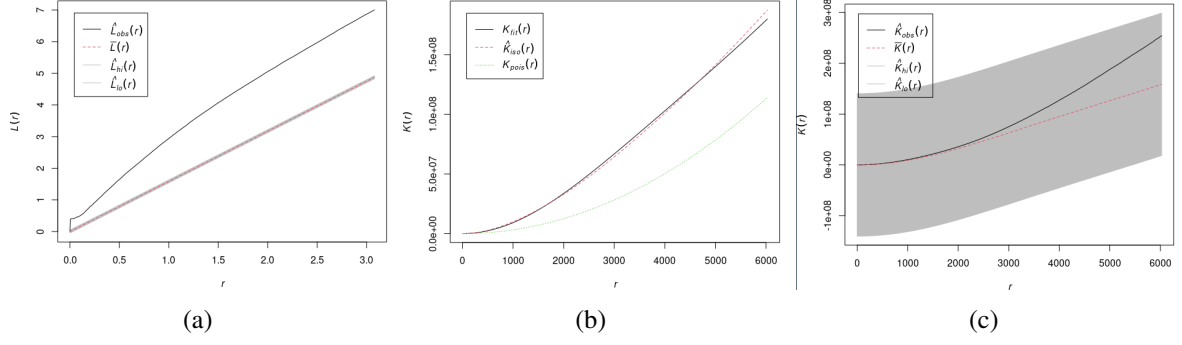 L̂obs(r)
L̄(r)
L̂hi(r)
L̂lo(r)
L(r)
0 1 2 3 4 5 6 7
0.0 0.5 1.0 1.5 2.0 2.5 3.0
r
(a)
Kfit(r)
K̂iso(r)
Kpois(r)
K(r)
0.0e+00 5.0e+07 1.0e+08 1.5e+08
0 1000 2000 3000 4000 5000 6000
r
(b)
K̂obs(r)
K̄(r)
K̂hi(r)
K̂lo(r)
K(r)
-1e+08 0e+00 1e+08 2e+08 3e+08
0 1000 2000 3000 4000 5000 6000
r
(c)